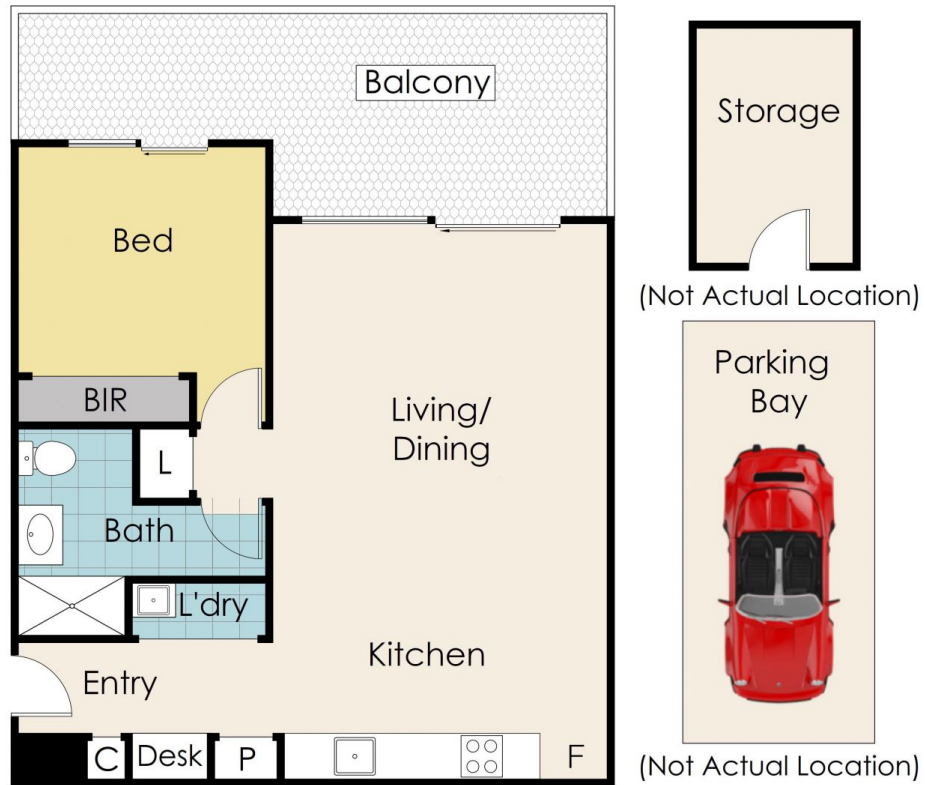 Balcony
Storage
Bed
(Not Actual Location)
Parking
Bay
BIR
Living/
Dining
L
Bath
L'dry
Kitchen
Entry
C
Desk
P
F
(Not Actual Location)